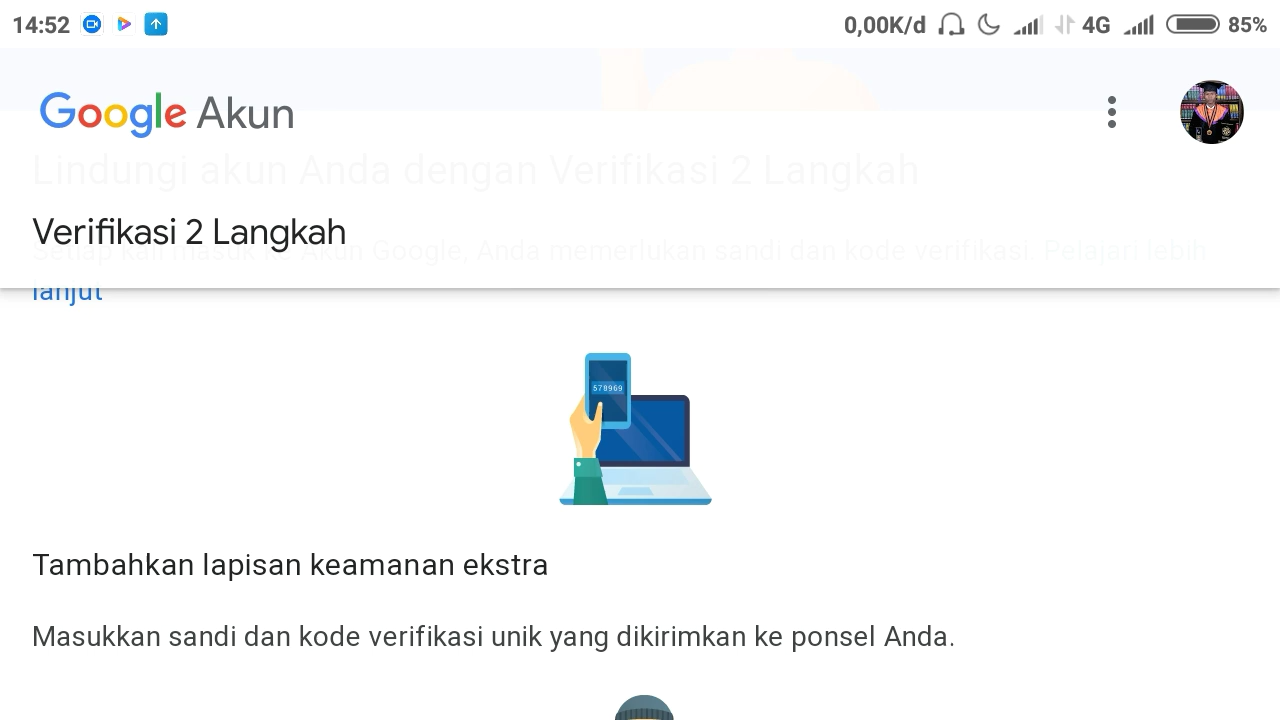 14:52 0,00K/d 4G 85%
Google Akun
Lindungi akun Anda dengan Verifikasi 2 Langkah
Verifikasi 2 Langkah
Setiap kali masuk ke Akun Google, Anda memerlukan sandi dan kode verifikasi. Pelajari lebih
lanjut
578969
Tambahkan lapisan keamanan ekstra
Masukkan sandi dan kode verifikasi unik yang dikirimkan ke ponsel Anda.